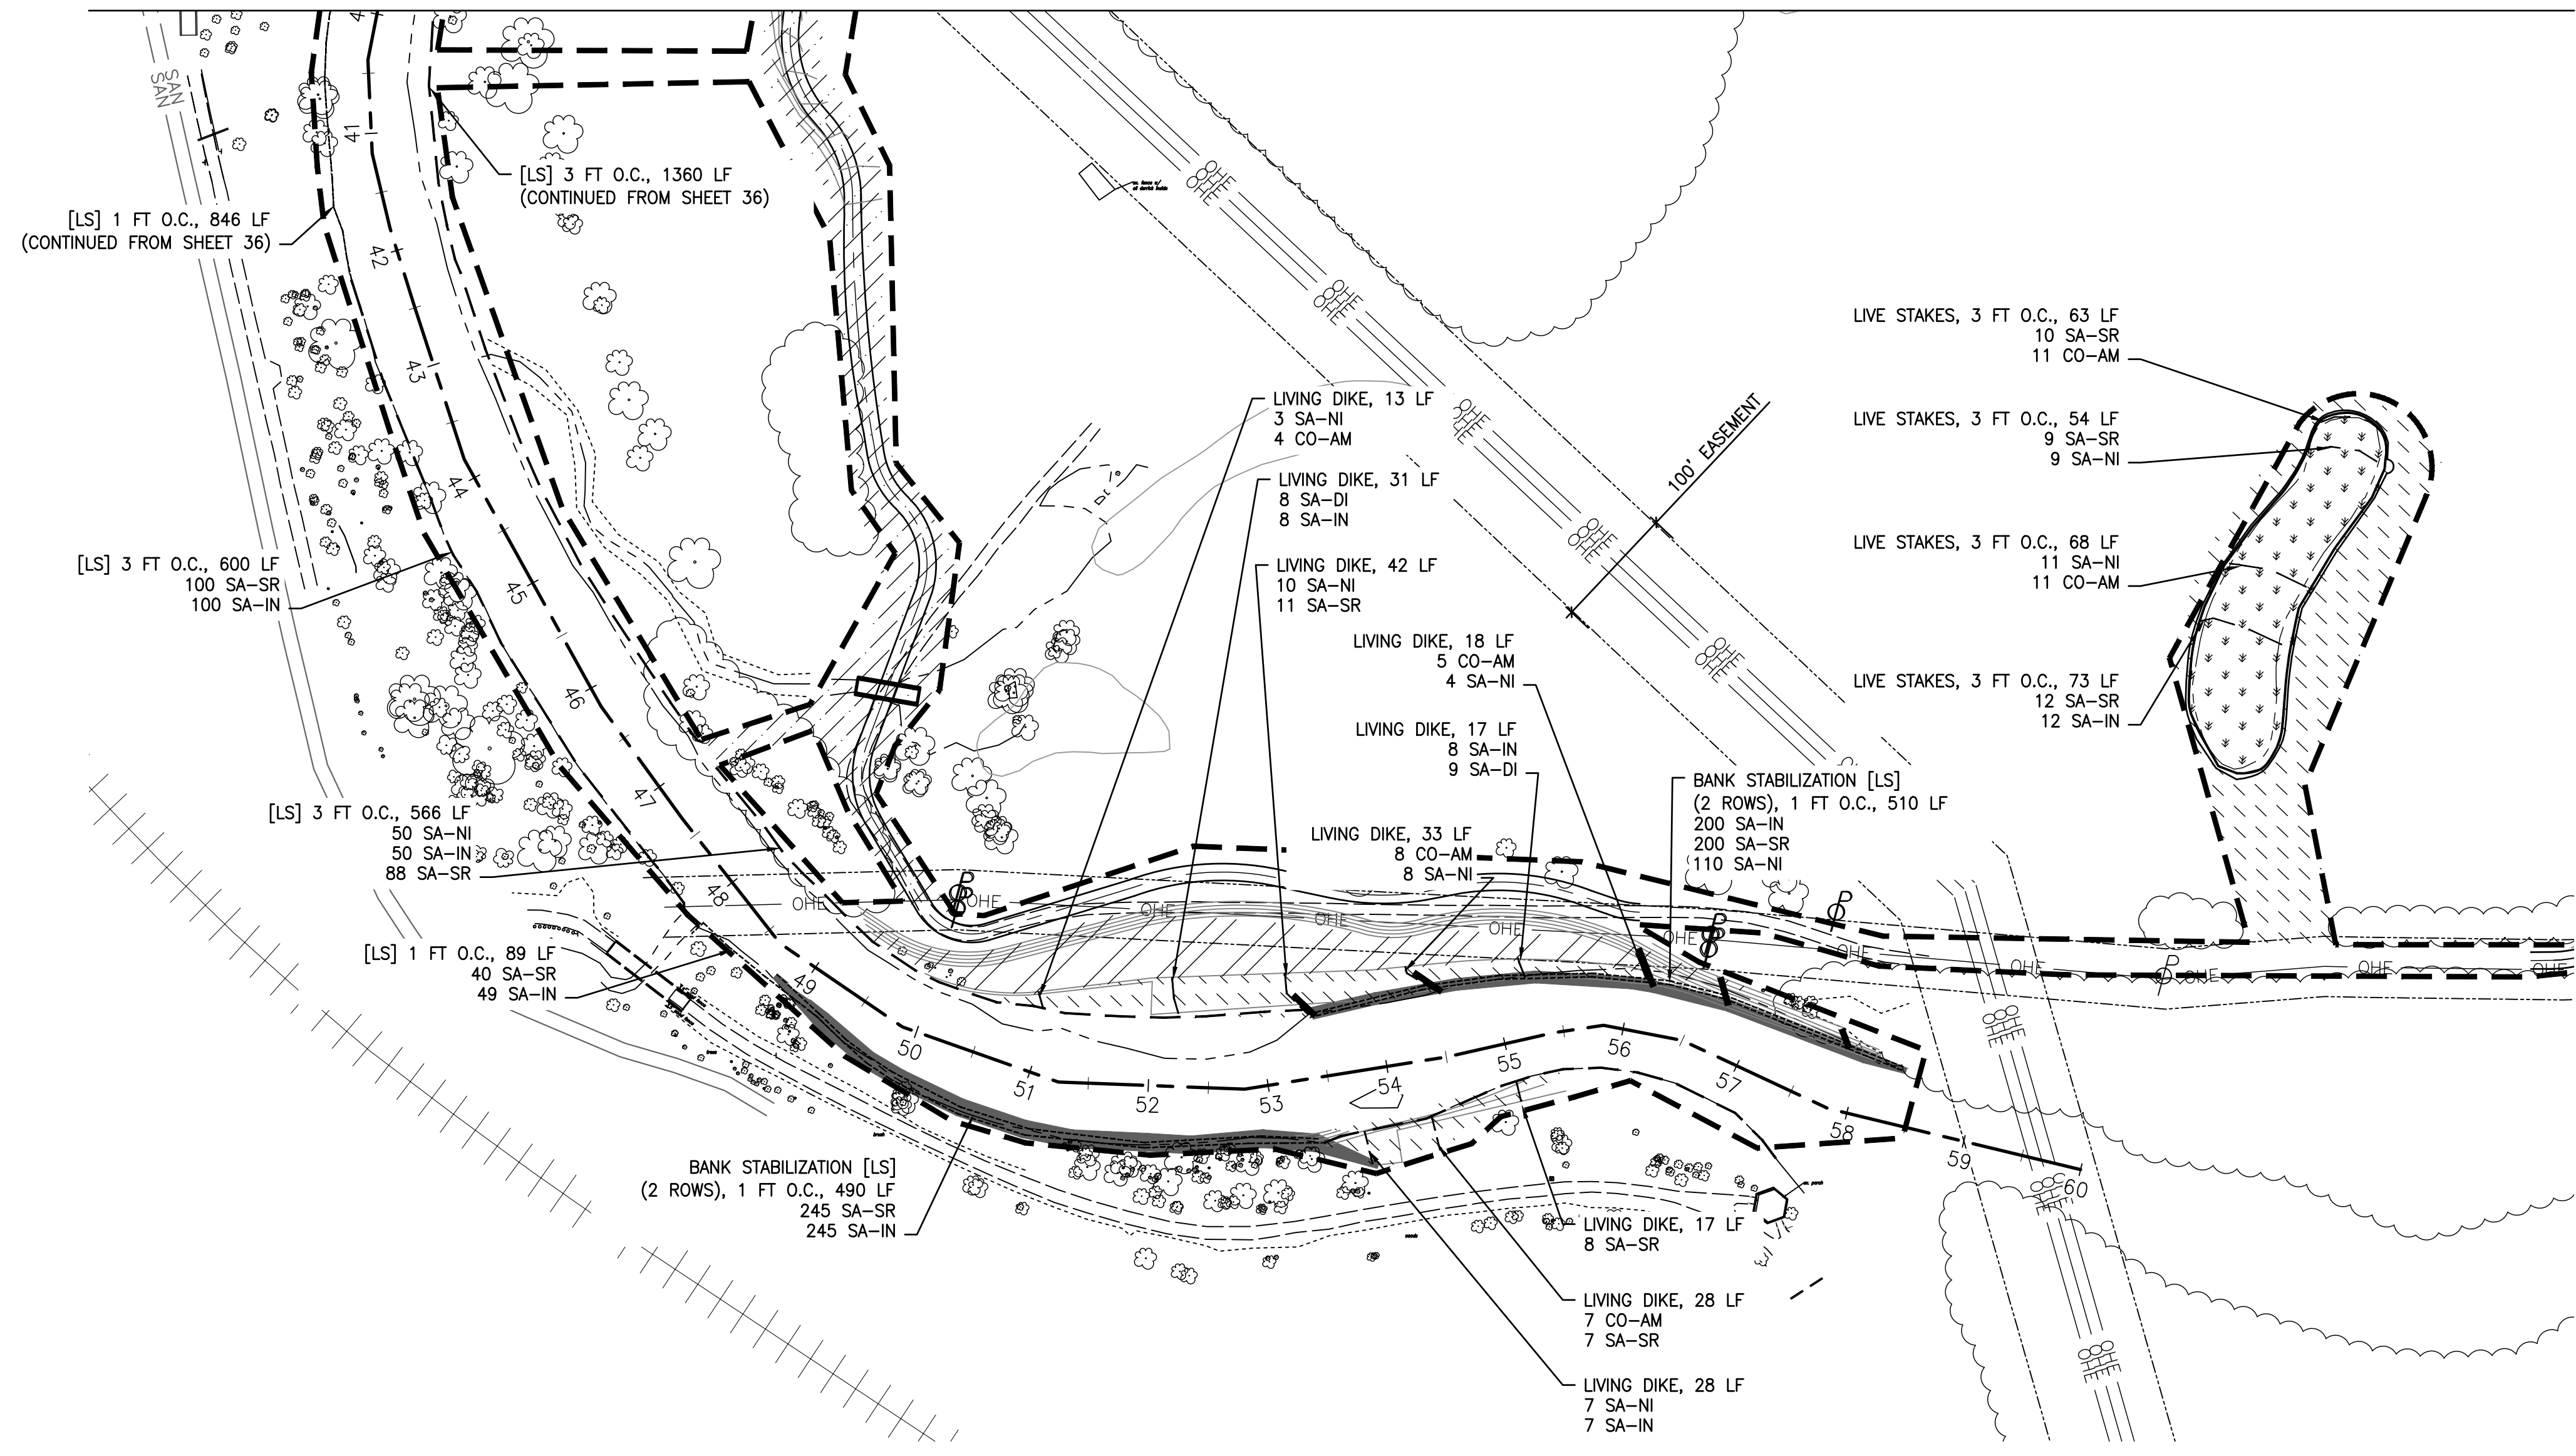 SAN
SAN
41
42
43
44
45
46
47
48
49
50
51
52
53
54
55
56
57
58
59
60
[LS] 3 FT O.C., 1360 LF
(CONTINUED FROM SHEET 36)
[LS] 1 FT O.C., 846 LF
(CONTINUED FROM SHEET 36)
[LS] 3 FT O.C., 600 LF
100 SA-SR
100 SA-IN
[LS] 3 FT O.C., 566 LF
50 SA-NI
50 SA-IN
88 SA-SR
[LS] 1 FT O.C., 89 LF
40 SA-SR
49 SA-IN
BANK STABILIZATION [LS]
(2 ROWS), 1 FT O.C., 490 LF
245 SA-SR
245 SA-IN
LIVING DIKE, 13 LF
3 SA-NI
4 CO-AM
LIVING DIKE, 31 LF
8 SA-DI
8 SA-IN
LIVING DIKE, 42 LF
10 SA-NI
11 SA-SR
LIVING DIKE, 18 LF
5 CO-AM
4 SA-NI
LIVING DIKE, 17 LF
8 SA-IN
9 SA-DI
LIVING DIKE, 33 LF
8 CO-AM
8 SA-NI
BANK STABILIZATION [LS]
(2 ROWS), 1 FT O.C., 510 LF
200 SA-IN
200 SA-SR
110 SA-NI
100' EASEMENT
LIVE STAKES, 3 FT O.C., 63 LF
10 SA-SR
11 CO-AM
LIVE STAKES, 3 FT O.C., 54 LF
9 SA-SR
9 SA-NI
LIVE STAKES, 3 FT O.C., 68 LF
11 SA-NI
11 CO-AM
LIVE STAKES, 3 FT O.C., 73 LF
12 SA-SR
12 SA-IN
LIVING DIKE, 17 LF
8 SA-SR
LIVING DIKE, 28 LF
7 CO-AM
7 SA-SR
LIVING DIKE, 28 LF
7 SA-NI
7 SA-IN
OHE
OHE
OHE
OHE
OHE
OHE
OHE
OHE
OHE
OHE
OHE